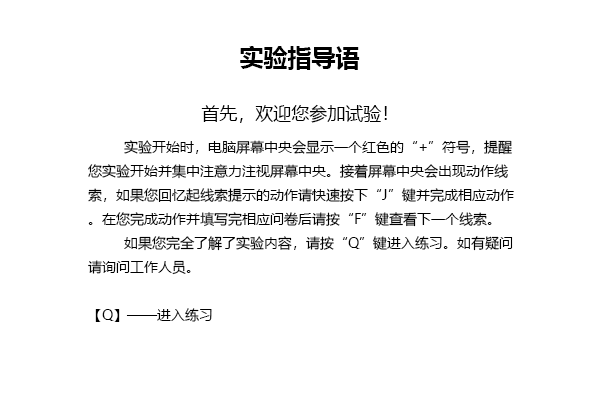 实验指导语
首先，欢迎您参加试验！
实验开始时，电脑屏幕中央会显示一个红色的“+”符号，提醒
您实验开始并集中注意力注视屏幕中央。接着屏幕中央会出现动作线
索，如果您回忆起线索提示的动作请快速按下“J”键并完成相应动作
。在您完成动作并填写完相应问卷后请按“F”键查看下一个线索。
如果您完全了解了实验内容，请按“Q”键进入练习。如有疑问
请询问工作人员。
【Q】——进入练习